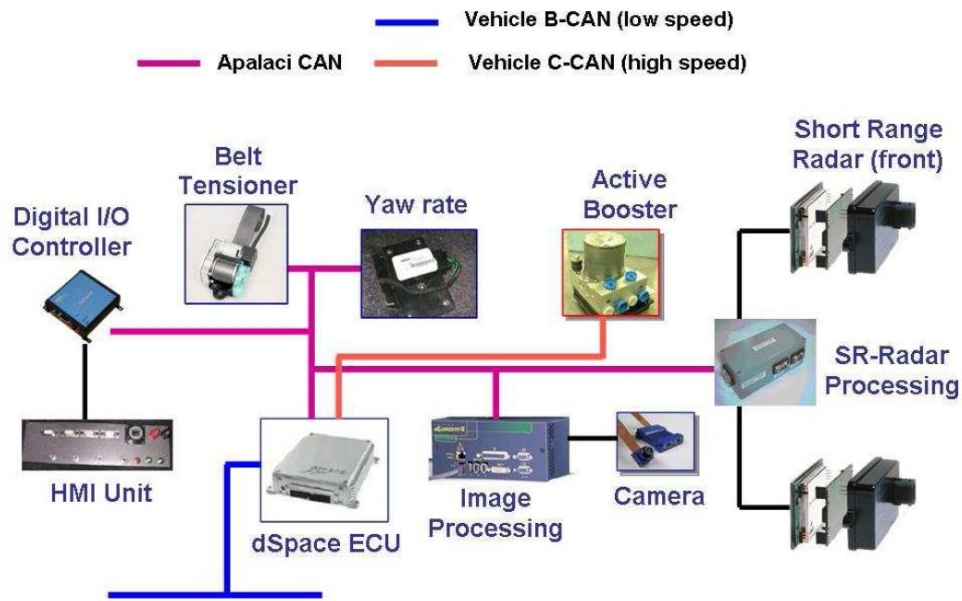 Vehicle B-CAN (low speed)
Apalaci CAN
Vehicle C-CAN (high speed)
Short Range
Radar (front)
Belt
Tensioner
Yaw rate
Active
Booster
Digital I/O
Controller
SR-Radar
Processing
HMI Unit
dSpace ECU
Image
Processing
Camera